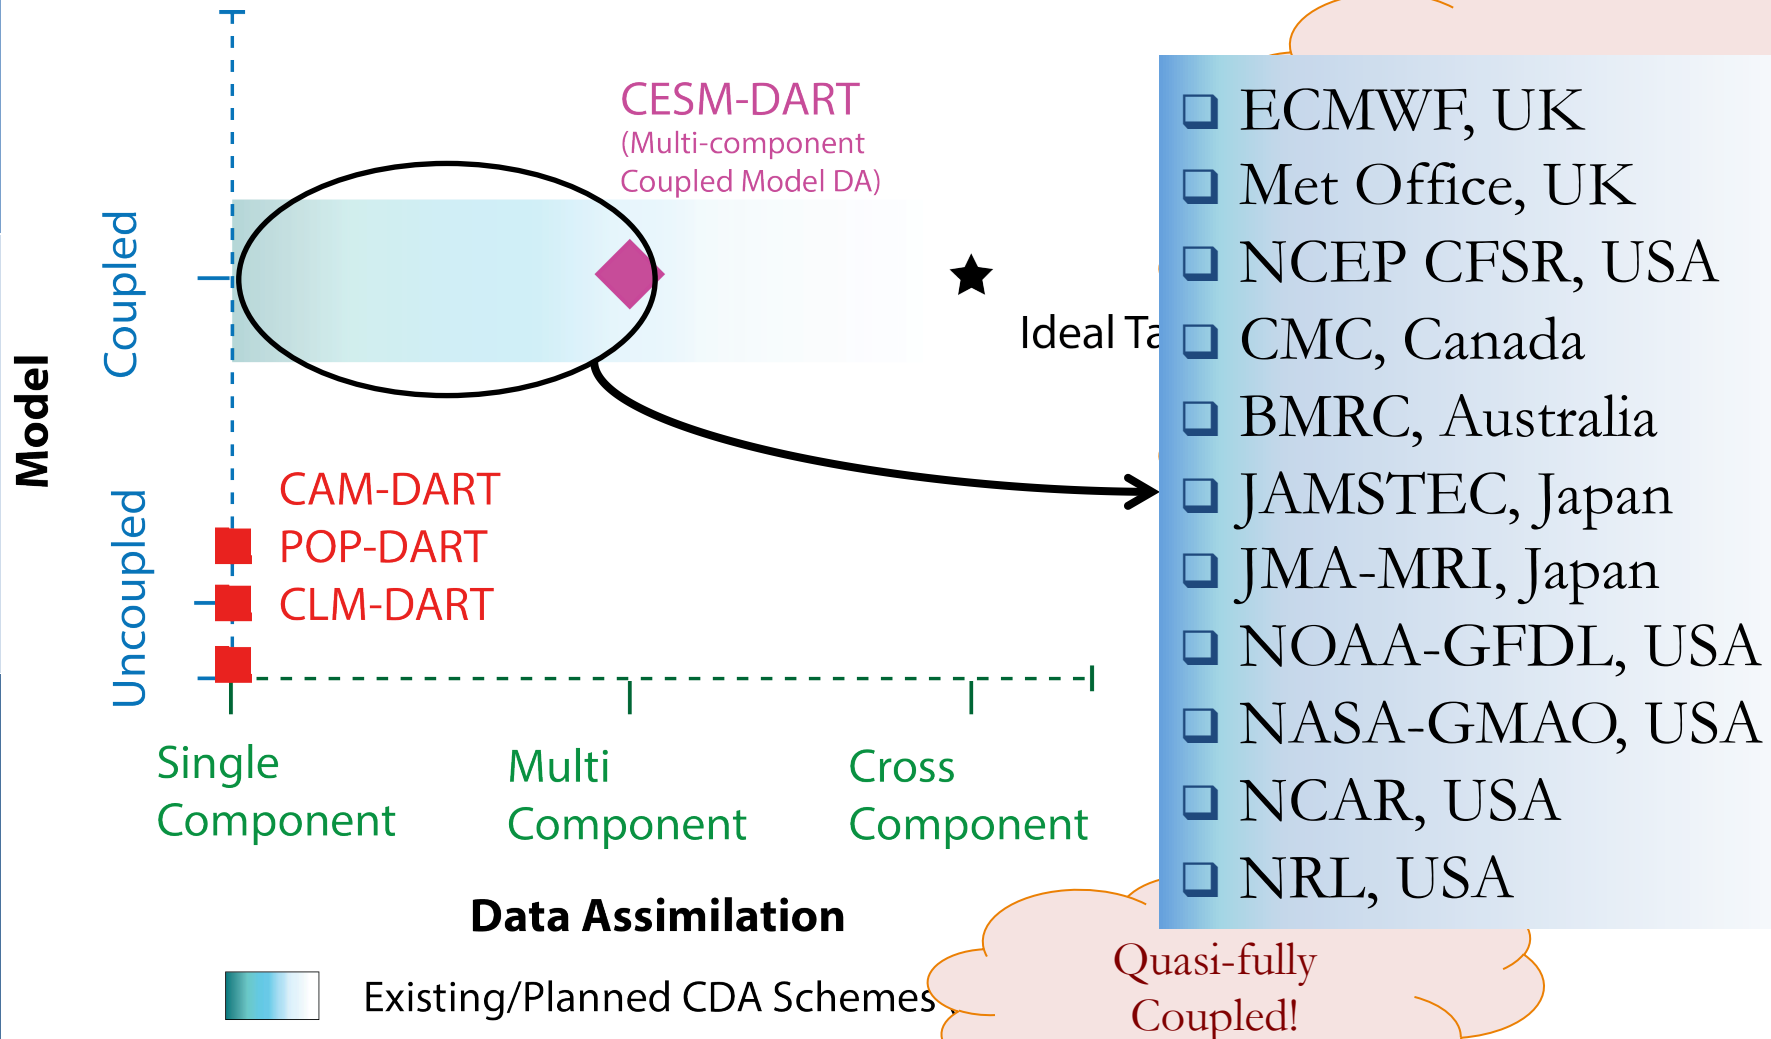 CESM-DART
(Multi-component
Coupled Model DA)
Coupled
Ideal
Model
CAM-DART
POP-DART
CLM-DART
Uncoupled
Single
Component
Multi
Component
Cross
Component
Data Assimilation
Existing/Planned CDA Schemes
ECMWF, UK
Met Office, UK
NCEP CFSR, USA
CMC, Canada
BMRC, Australia
JAMSTEC, Japan
JMA-MRI, Japan
NOAA-GFDL, USA
NASA-GMAO, USA
NCAR, USA
NRL, USA
Quasi-fully
Coupled!